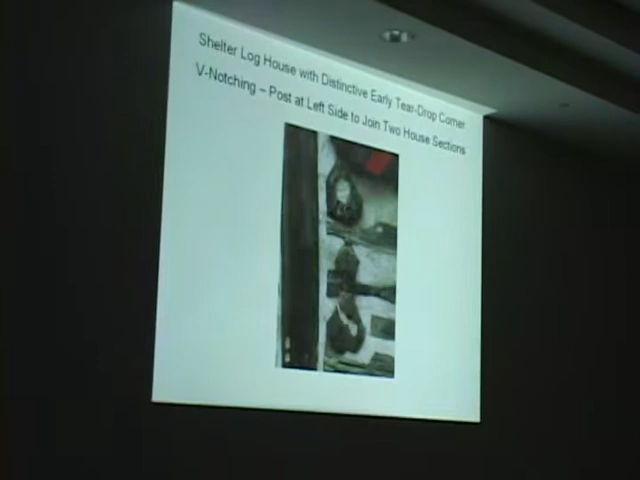 Shelter Log House with Distinctive Early Tear-Drop Corner
V-Notching – Post at Left Side to Join Two House Sections